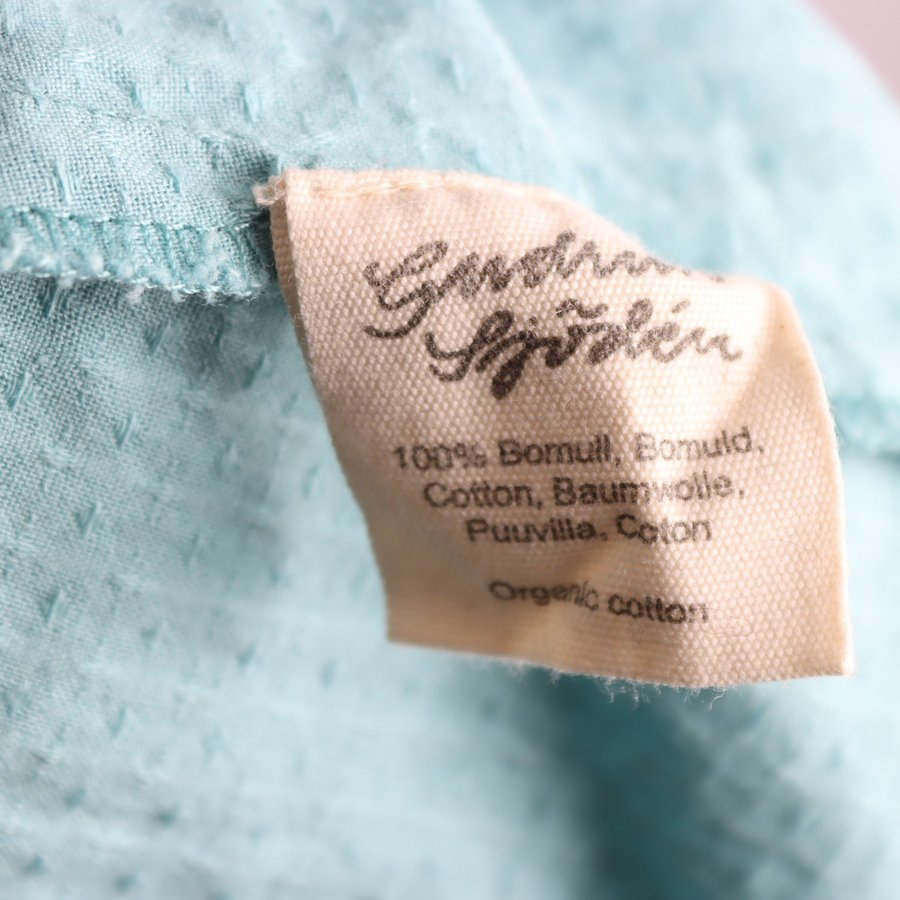 Gudrun
Sjödén
100% Bomull, Bomuld,
Cotton, Baumwolle,
Puuvilla, Coton
Organic cotton